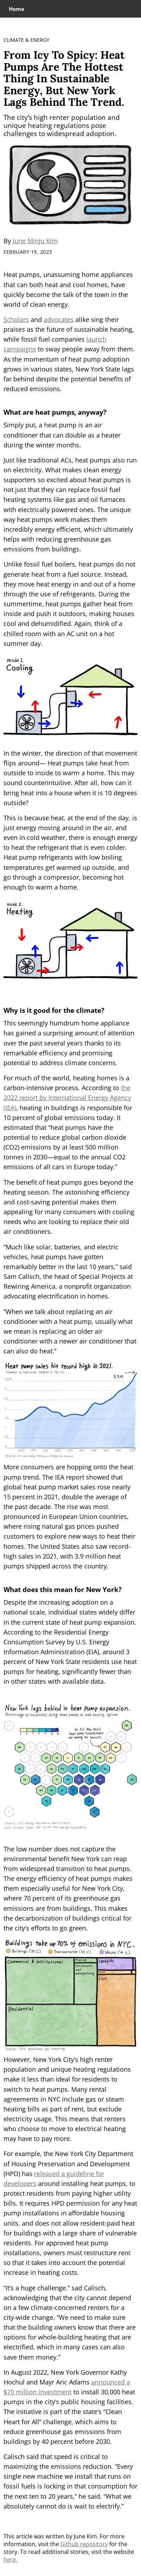 Home
CLIMATE & ENERGY
From Icy To Spicy: Heat
Pumps Are The Hottest
Thing In Sustainable
Energy, But New York
Lags Behind The Trend.
The city’s high renter population and
unique heating regulations pose
challenges to widespread adoption.
By June Minju Kim
FEBRUARY 19, 2023
Heat pumps, unassuming home appliances
that can both heat and cool homes, have
quickly become the talk of the town in the
world of clean energy.
Scholars and advocates alike sing their
praises as the future of sustainable heating,
while fossil fuel companies launch
campaigns to sway people away from them.
As the momentum of heat pump adoption
grows in various states, New York State lags
far behind despite the potential benefits of
reduced emissions.
What are heat pumps, anyway?
Simply put, a heat pump is an air
conditioner that can double as a heater
during the winter months.
Just like traditional ACs, heat pumps also run
on electricity. What makes clean energy
supporters so excited about heat pumps is
not just that they can replace fossil fuel
heating systems like gas and oil furnaces
with electrically powered ones. The unique
way heat pumps work makes them
incredibly energy efficient, which ultimately
helps with reducing greenhouse gas
emissions from buildings.
Unlike fossil fuel boilers, heat pumps do not
generate heat from a fuel source. Instead,
they move heat energy in and out of a home
through the use of refrigerants. During the
summertime, heat pumps gather heat from
inside and push it outdoors, making homes
cool and dehumidified. Again, think of a
chilled room with an AC unit on a hot
summer day.
mode 1.
Cooling
In the winter, the direction of that movement
flips around— Heat pumps take heat from
outside to inside to warm a home. This may
sound counterintuitive. After all, how can it
bring heat into a house when it is 10 degrees
outside?
This is because heat, at the end of the day, is
just energy moving around in the air, and
even in cold weather, there is enough energy
to heat the refrigerant that is even colder.
Heat pump refrigerants with low boiling
temperatures get warmed up outside, and
go through a compressor, becoming hot
enough to warm a home.
mode 2.
Heating
Why is it good for the climate?
This seemingly humdrum home appliance
has gained a surprising amount of attention
over the past several years thanks to its
remarkable efficiency and promising
potential to address climate concerns.
For much of the world, heating homes is a
carbon-intensive process. According to the
2022 report by International Energy Agency
(IEA), heating in buildings is responsible for
10 percent of global emissions today. It
estimated that “heat pumps have the
potential to reduce global carbon dioxide
(CO2) emissions by at least 500 million
tonnes in 2030—equal to the annual CO2
emissions of all cars in Europe today.”
The benefit of heat pumps goes beyond the
heating season. The astonishing efficiency
and cost-saving potential makes them
appealing for many consumers with cooling
needs who are looking to replace their old
air conditioners.
“Much like solar, batteries, and electric
vehicles, heat pumps have gotten
remarkably better in the last 10 years,” said
Sam Calisch, the head of Special Projects at
Rewiring America, a nonprofit organization
advocating electrification in homes.
“When we talk about replacing an air
conditioner with a heat pump, usually what
we mean is replacing an older air
conditioner with a newer air conditioner that
can also do heat.”
Heat pump sales hit record high in 2021.
3.9M
More consumers are hopping onto the heat
pump trend. The IEA report showed that
global heat pump market sales rose nearly
15 percent in 2021, double the average of
the past decade. The rise was most
pronounced in European Union countries,
where rising natural gas prices pushed
customers to explore new ways to heat their
homes. The United States also saw record-
high sales in 2021, with 3.9 million heat
pumps shipped across the country.
What does this mean for New York?
Despite the increasing adoption on a
national scale, individual states widely differ
in the current state of heat pump expansion.
According to the Residential Energy
Consumption Survey by U.S. Energy
Information Administration (EIA), around 3
percent of New York State residents use heat
pumps for heating, significantly fewer than
in other states with available data.
New York lags behind in heat pump expansion.
The low number does not capture the
environmental benefit New York can reap
from widespread transition to heat pumps.
The energy efficiency of heat pumps makes
them especially useful for New York City,
where 70 percent of its greenhouse gas
emissions are from buildings. This makes
the decarbonization of buildings critical for
the city’s efforts to go green.
Buildings take up 70% of emissions in NYC.
Commercial & Institutional
Residential
However, New York City’s high renter
population and unique heating regulations
make it less than ideal for residents to
switch to heat pumps. Many rental
agreements in NYC include gas or steam
heating bills as part of rent, but exclude
electricity usage. This means that renters
who choose to move to electrical heating
may have to pay more.
For example, the New York City Department
of Housing Preservation and Development
(HPD) has released a guideline for
developers around installing heat pumps, to
protect residents from paying higher utility
bills. It requires HPD permission for any heat
pump installations for affordable housing
units, and does not allow resident paid heat
for buildings with a large share of vulnerable
residents. For approved heat pump
installations, owners must restructure rent
so that it takes into account the potential
increase in heating costs.
“It’s a huge challenge.” sad Calisch,
acknowledging that the city cannot depend
on a few climate-concerned renters for a
city-wide change. “We need to make sure
that the building owners know that there are
options for whole-building heating that are
electrified, which in many cases can also
save them money.”
In August 2022, New York Governor Kathy
Hochul and Mayr Aric Adams announced a
$70 million investment to install 30,000 heat
pumps in the city’s public housing facilities.
The initiative is part of the state’s “Clean
Heart for All” challenge, which aims to
reduce greenhouse gas emissions from
buildings by 40 percent before 2030.
Calisch said that speed is critical to
maximizing the emissions reduction. “Every
single new machine we install that runs on
fossil fuels is locking in that consumption of
the next ten to 20 years,” he said. “What we
absolutely cannot do is wait to electrify.”
This article was written by June Kim. For more
information, visit the Github repository for this
story. To read additional stories, visit the website
here.